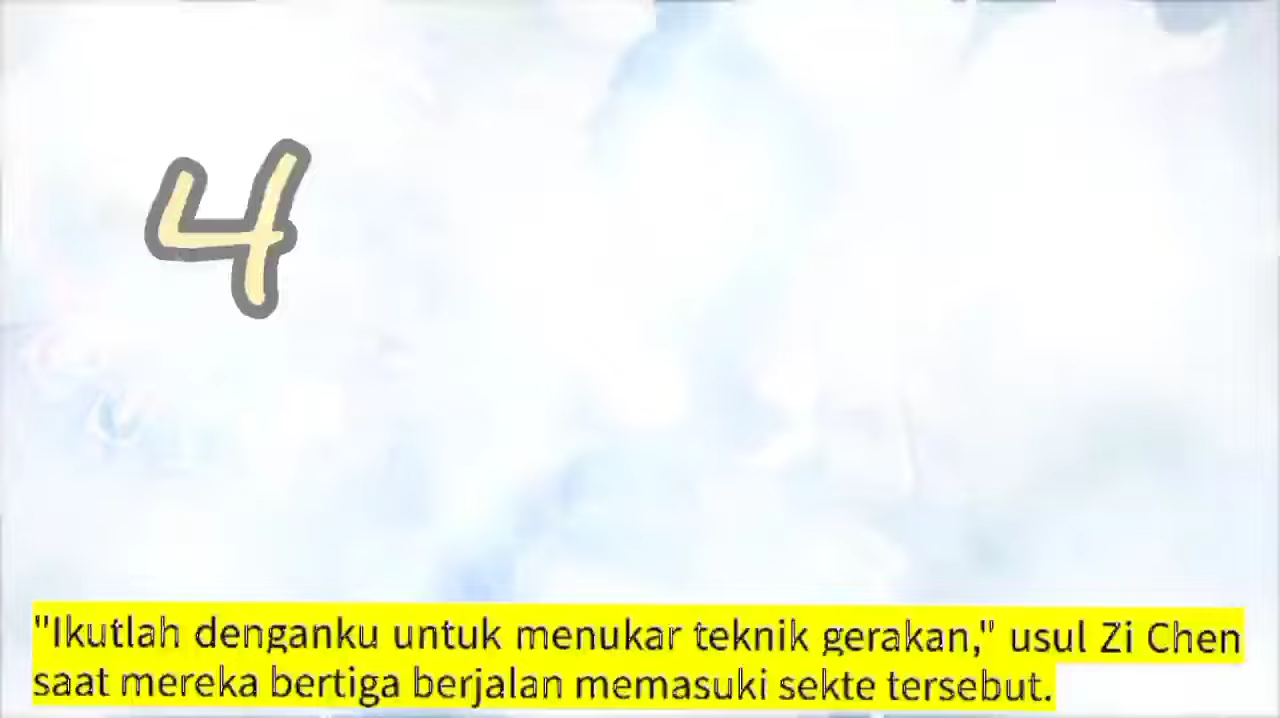 4
"Ikutlah denganku untuk menukar teknik gerakan," usul Zi Chen
saat mereka bertiga berjalan memasuki sekte tersebut.